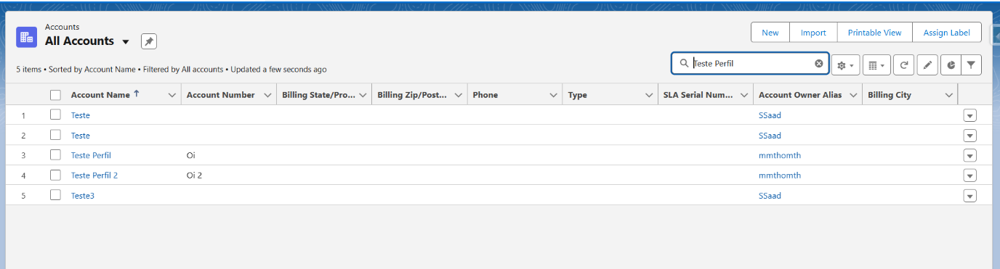 Accounts
All Accounts
New Import Printable View Assign Label
5 items • Sorted by Account Name • Filtered by All accounts • Updated a few seconds ago
Teste Perfil
Account Name Account Number Billing State/Pro... Billing Zip/Post... Phone Type SLA Serial Num... Account Owner Alias Billing City
1 Teste SSaad
2 Teste SSaad
3 Teste Perfil Oi mmthomth
4 Teste Perfil 2 Oi 2 mmthomth
5 Teste3 SSaad